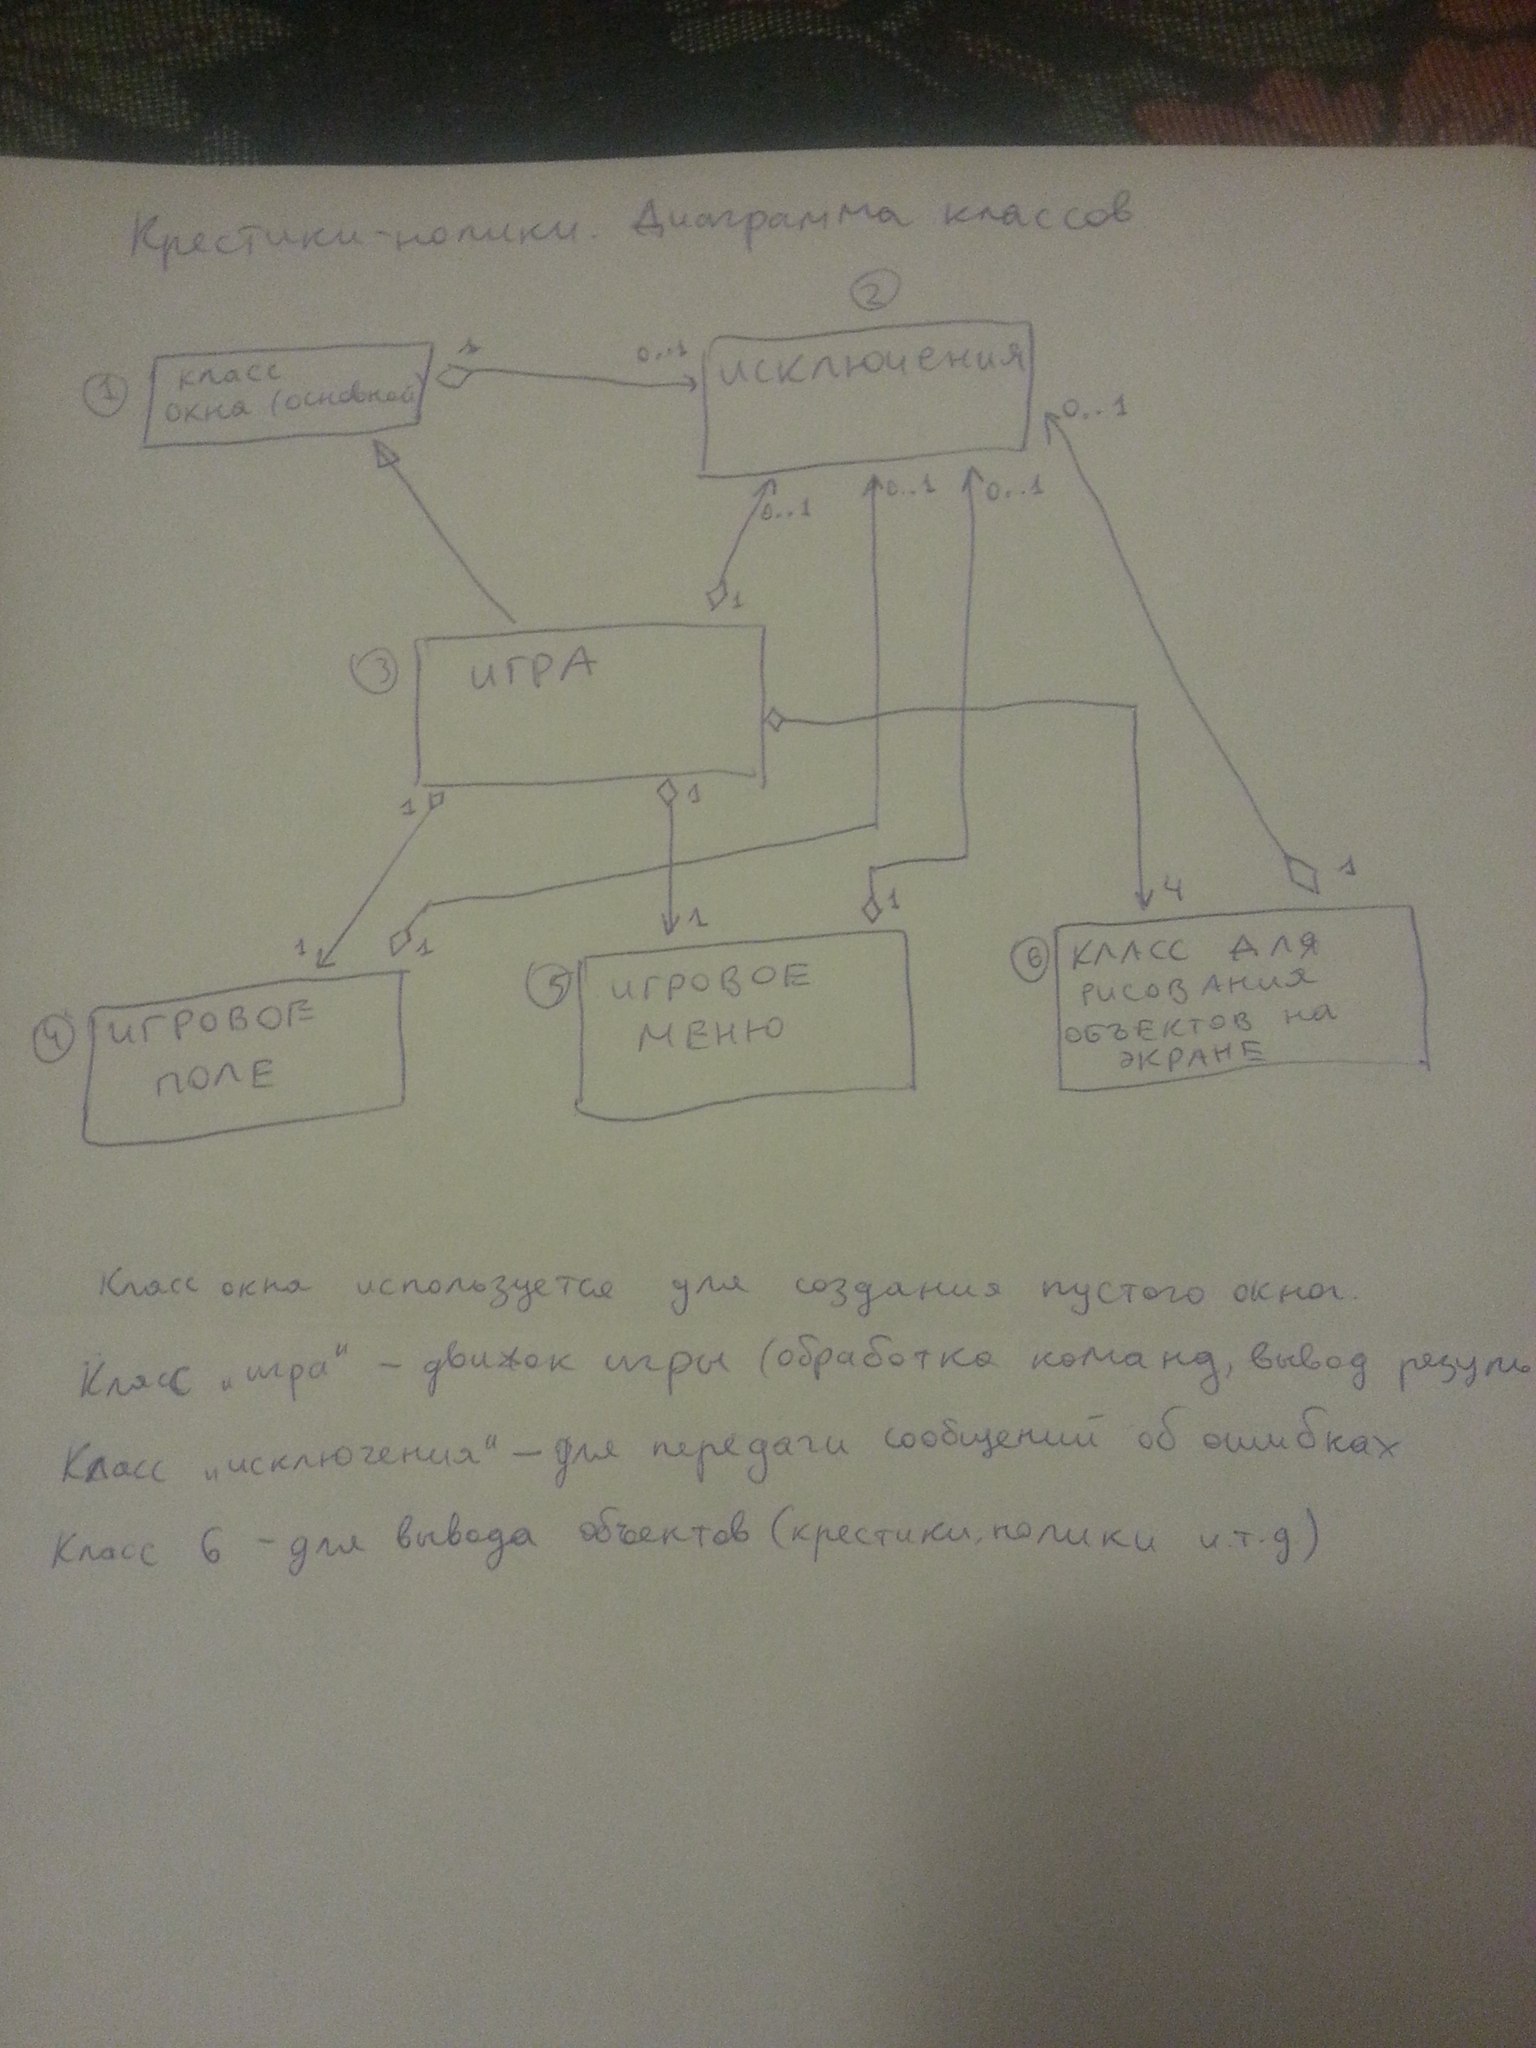 Крестики-нолики. Диаграмма классов
2
1
класс
окна (основной)
1
0..1
исключения
0..1
0..1
0..1
0..1
1
3
ИГРА
1
1
4
1
1
1
1
1
4
ИГРОВОЕ
ПОЛЕ
5
ИГРОВОЕ
МЕНЮ
6
КЛАСС ДЛЯ
РИСОВАНИЯ
ОБЪЕКТОВ на
ЭКРАНЕ
Класс окна используется для создания пустого окна.
Класс „игра" – движок игры (обработка команд, вывод резуль
Класс „исключения" – для передачи сообщений об ошибках
Класс 6 – для вывода объектов (крестики, нолики и.т.д)